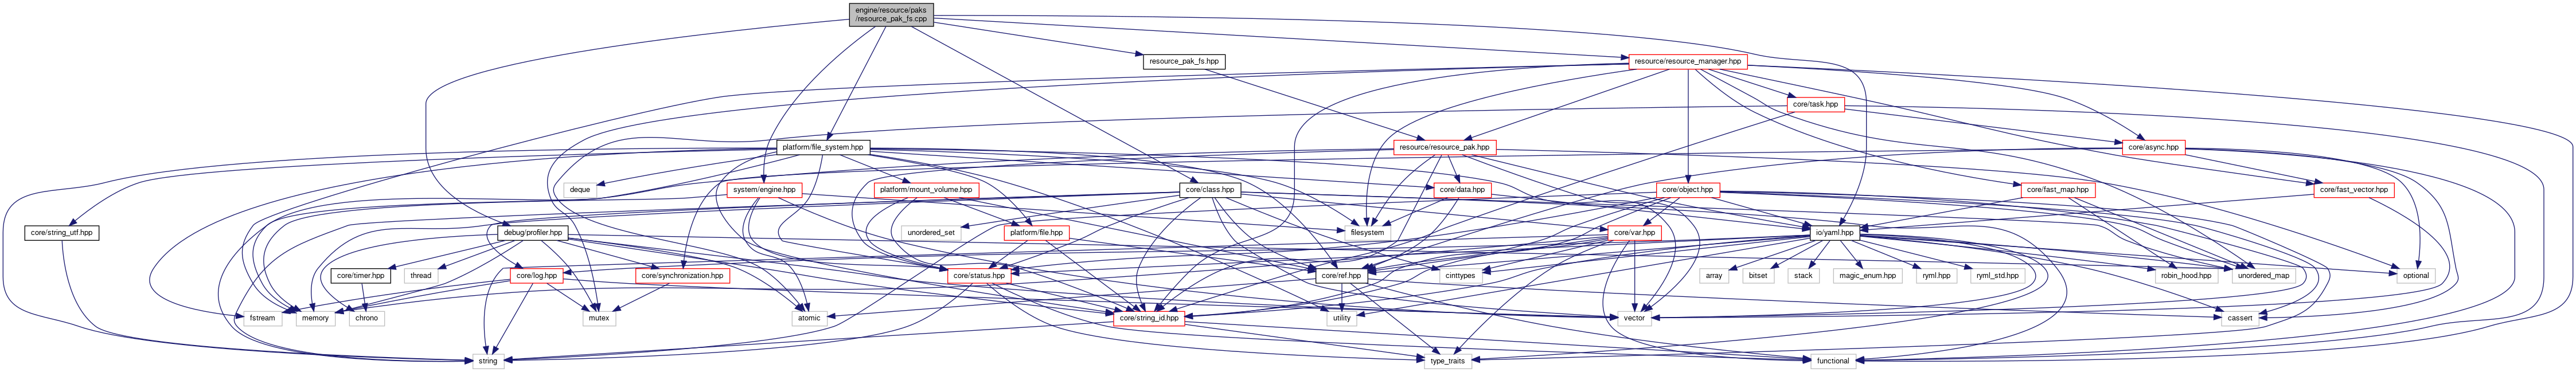 engine/resource/paks
/resource_pak_fs.cpp
resource_pak_fs.hpp
resource/resource_manager.hpp
core/task.hpp
platform/file_system.hpp
resource/resource_pak.hpp
core/async.hpp
deque
system/engine.hpp
platform/mount_volume.hpp
core/class.hpp
core/data.hpp
core/object.hpp
core/fast_map.hpp
core/fast_vector.hpp
core/string_utf.hpp
debug/profiler.hpp
unordered_set
platform/file.hpp
filesystem
core/var.hpp
io/yaml.hpp
core/timer.hpp
thread
core/log.hpp
core/synchronization.hpp
core/status.hpp
core/ref.hpp
cinttypes
array
bitset
stack
magic_enum.hpp
ryml.hpp
ryml_std.hpp
robin_hood.hpp
unordered_map
optional
fstream
memory
chrono
mutex
atomic
core/string_id.hpp
utility
vector
cassert
string
type_traits
functional